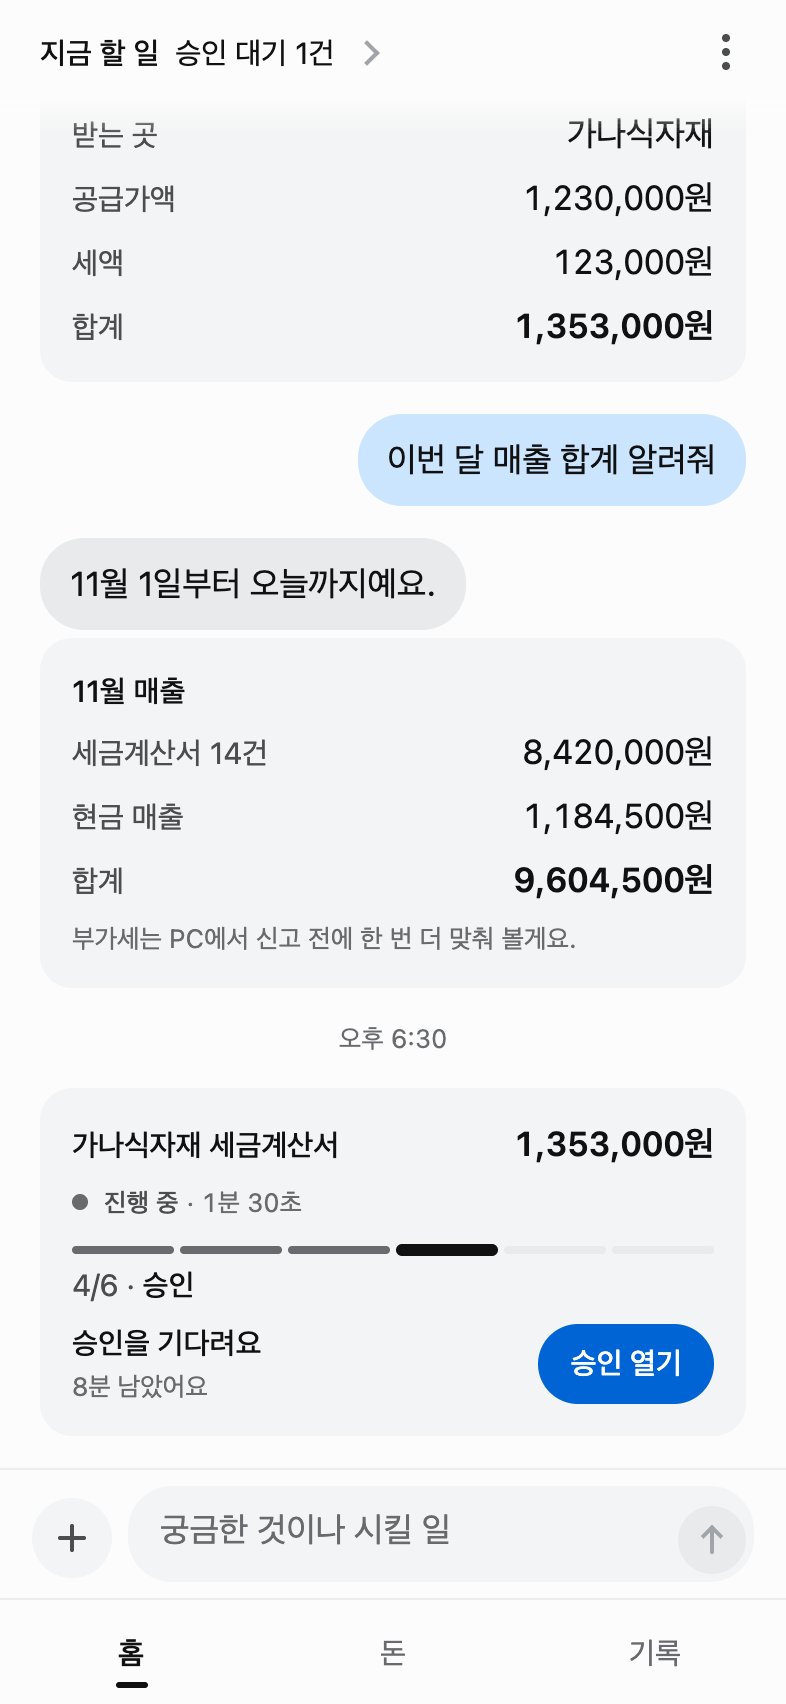 지금 할 일 승인 대기 1건
받는 곳 가나식자재
공급가액 1,230,000원
세액 123,000원
합계 1,353,000원
이번 달 매출 합계 알려줘
11월 1일부터 오늘까지예요.
11월 매출
세금계산서 14건 8,420,000원
현금 매출 1,184,500원
합계 9,604,500원
부가세는 PC에서 신고 전에 한 번 더 맞춰 볼게요.
오후 6:30
가나식자재 세금계산서 1,353,000원
진행 중 · 1분 30초
4/6 · 승인
승인을 기다려요
8분 남았어요
승인 열기
궁금한 것이나 시킬 일
홈 돈 기록